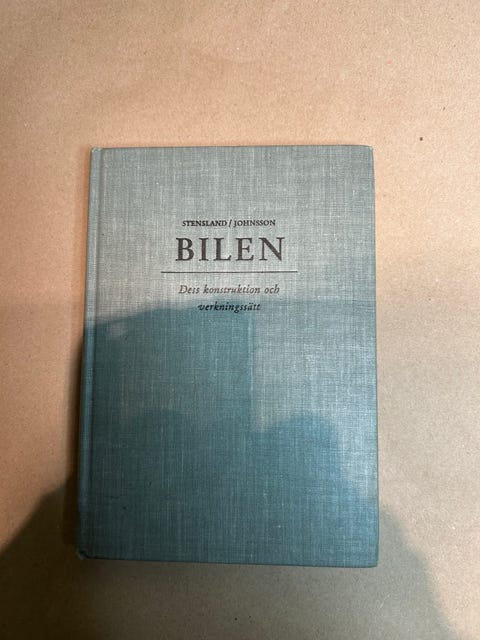 STENSLAND / JOHNSSON
BILEN
Dess konstruktion och
verkningssätt